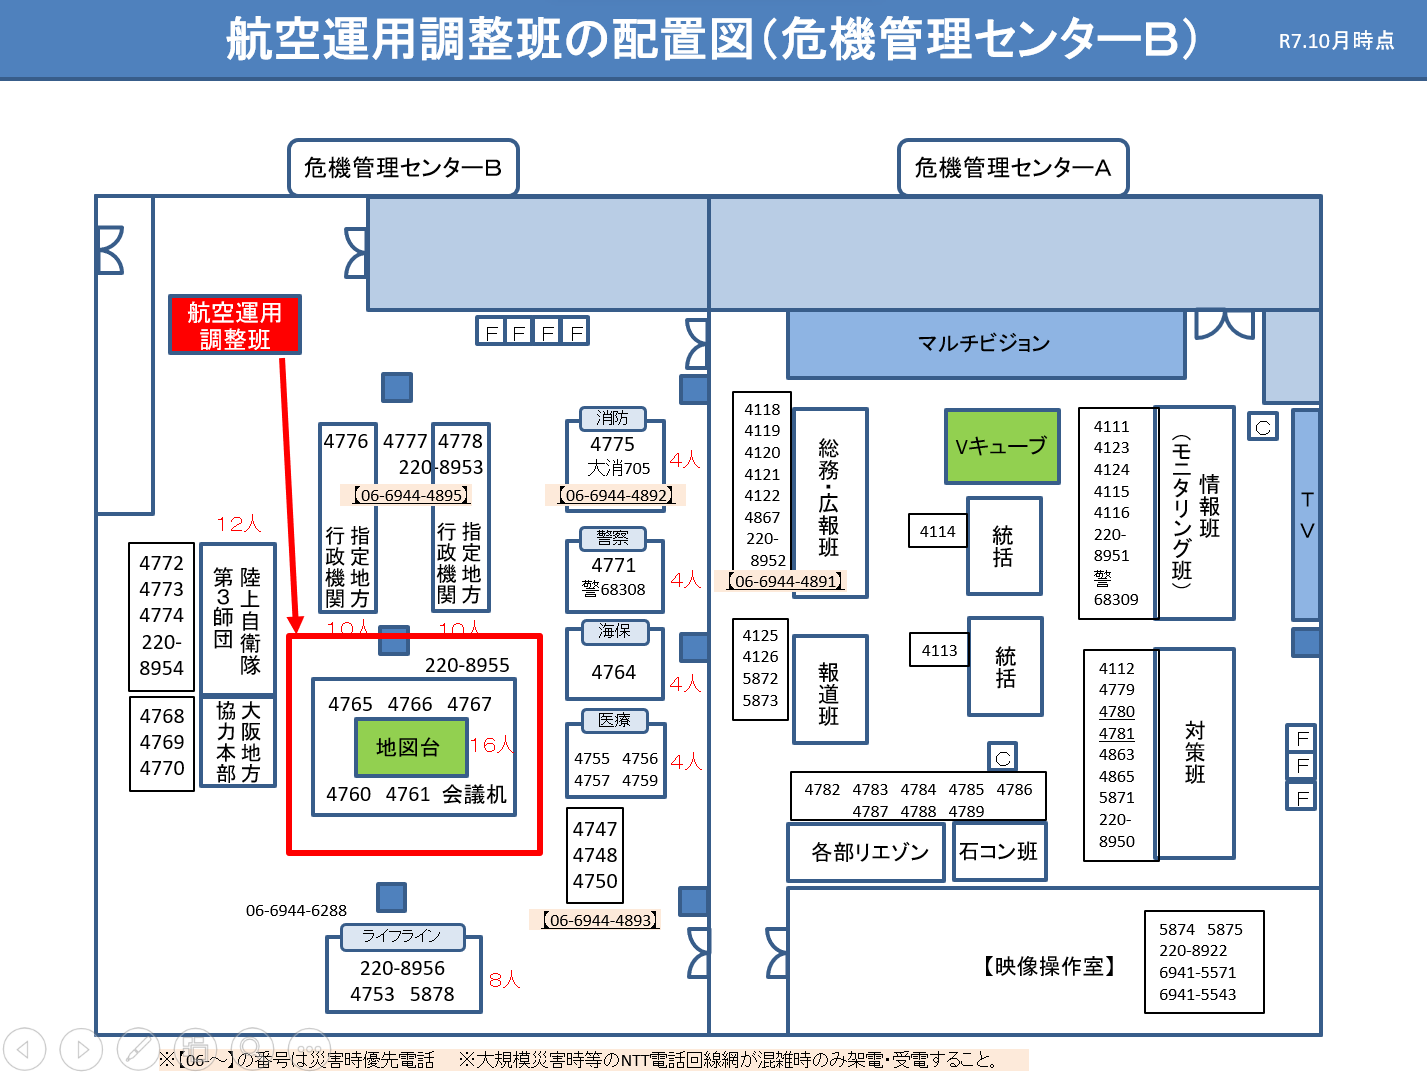 航空運用調整班の配置図（危機管理センターＢ）
R7.10月時点
危機管理センターＢ
危機管理センターＡ
航空運用
調整班
F F F F
マルチビジョン
4776
4777
4778
220-8953
【06-6944-4895】
指定地方
行政機関
指定地方
行政機関
10人
10人
消防
4775
大消705
【06-6944-4892】
4人
警察
4771
警68308
4人
海保
4764
4人
医療
4755 4756
4757 4759
4人
4747
4748
4750
【06-6944-4893】
12人
4772
4773
4774
220-
8954
陸上自衛隊
第３師団
4768
4769
4770
大阪地方
協力本部
220-8955
4765 4766 4767
地図台
16人
4760 4761 会議机
06-6944-6288
ライフライン
220-8956
4753 5878
8人
4118
4119
4120
4121
4122
4867
220-
8952
【06-6944-4891】
総務・広報班
4125
4126
5872
5873
報道班
Vキューブ
4114
統括
4113
統括
4111
4123
4124
4115
4116
220-
8951
警
68309
情報班
（モニタリング班）
C
TV
4112
4779
4780
4781
4863
4865
5871
220-
8950
対策班
F
F
F
C
4782 4783 4784 4785 4786
4787 4788 4789
各部リエゾン
石コン班
【映像操作室】
5874 5875
220-8922
6941-5571
6941-5543
※【06-～】の番号は災害時優先電話 ※大規模災害時等のNTT電話回線網が混雑時のみ架電・受電すること。